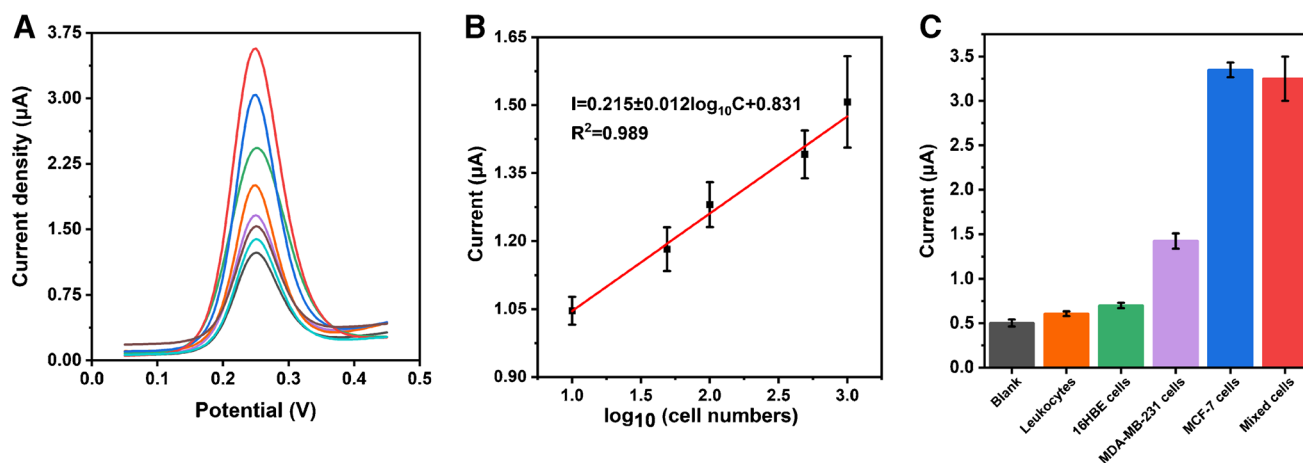 A
3.75
3.00
2.25
1.50
0.75
0.00
Current density (µA)
0.0
0.1
0.2
0.3
0.4
0.5
Potential (V)
B
1.65
1.50
1.35
1.20
1.05
0.90
Current (µA)
I=0.215±0.012log10C+0.831
R²=0.989
1.0
1.5
2.0
2.5
3.0
log10 (cell numbers)
C
3.5
3.0
2.5
2.0
1.5
1.0
0.5
0.0
Current (µA)
Blank
Leukocytes
16HBE cells
MDA-MB-231 cells
MCF-7 cells
Mixed cells